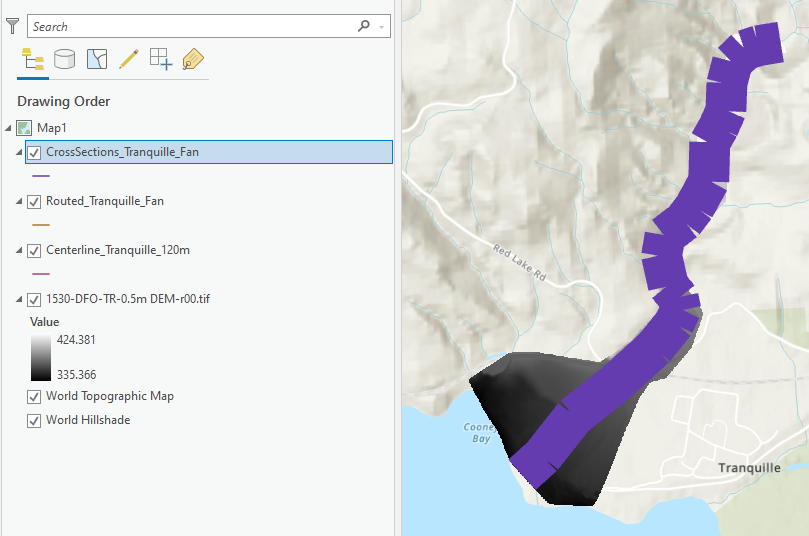 Search
Drawing Order
Map1
CrossSections_Tranquille_Fan
Routed_Tranquille_Fan
Centerline_Tranquille_120m
1530-DFO-TR-0.5m DEM-r00.tif
Value
424.381
335.366
World Topographic Map
World Hillshade
Red Lake Rd
Bay
Tranquille